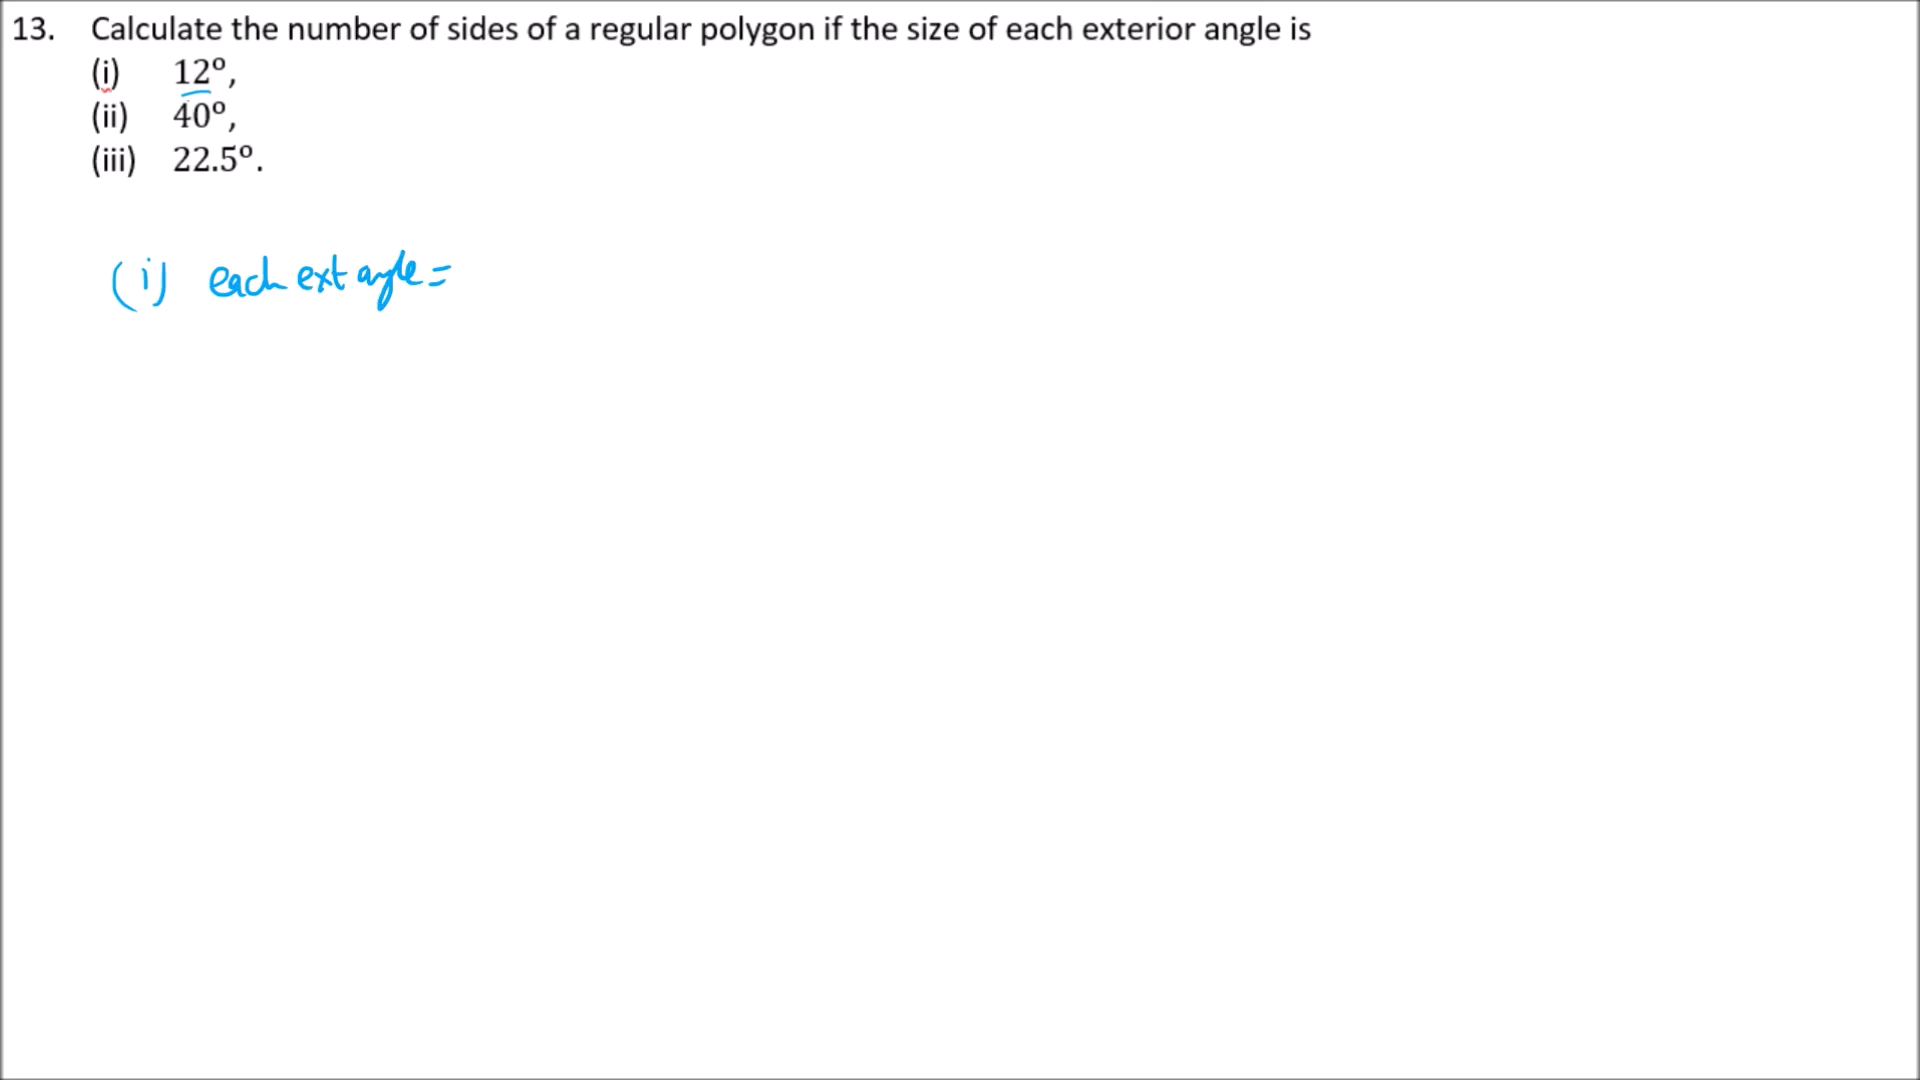 13. Calculate the number of sides of a regular polygon if the size of each exterior angle is
(i) 12°,
(ii) 40°,
(iii) 22.5°.
(i) each ext angle =